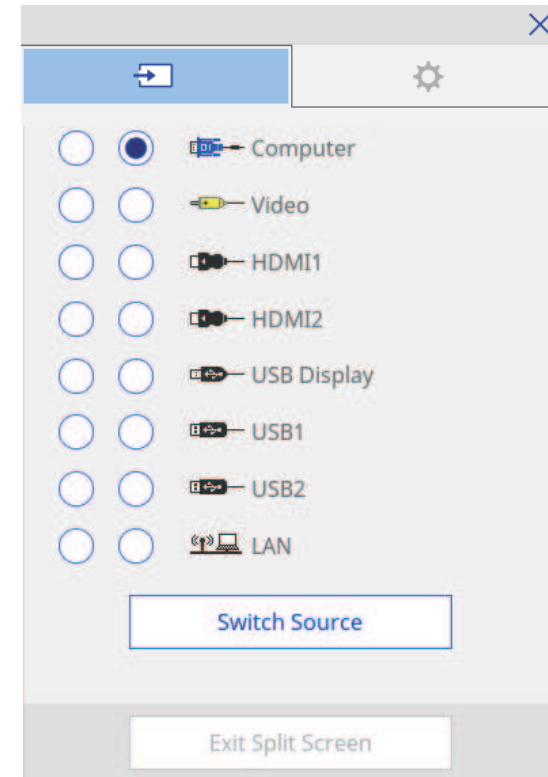 Computer
Video
HDMI1
HDMI2
USB Display
USB1
USB2
LAN
Switch Source
Exit Split Screen